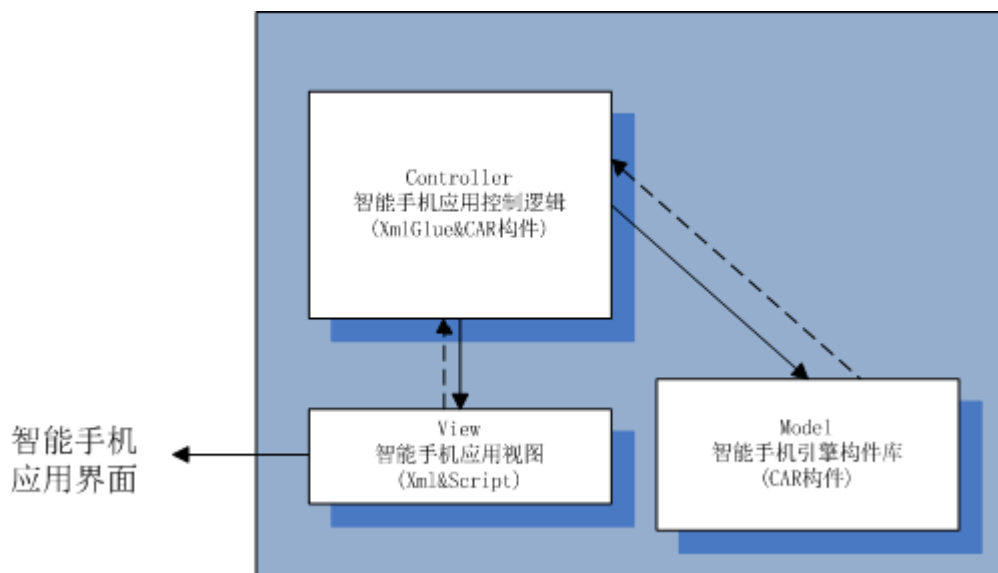 Controller
智能手机应用控制逻辑
(XmlGlue&CAR构件)
View
智能手机应用视图
(Xml&Script)
Model
智能手机引擎构件库
(CAR构件)
智能手机
应用界面